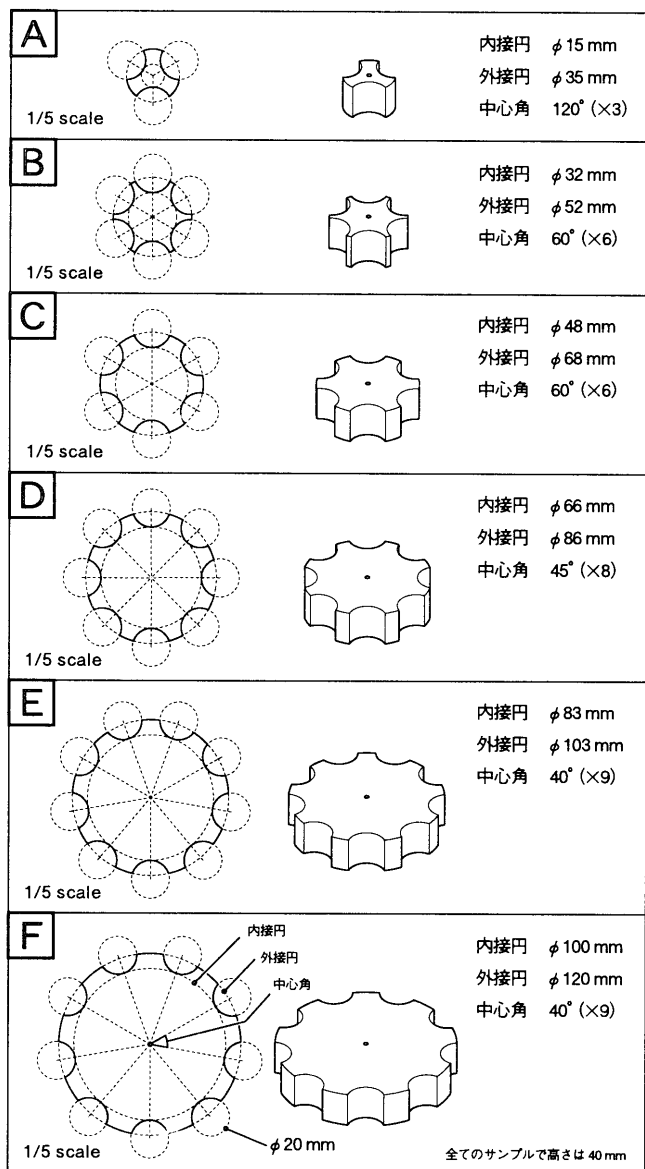 A
内接円 φ15 mm
外接円 φ35 mm
中心角 120° (×3)
1/5 scale
B
内接円 φ32 mm
外接円 φ52 mm
中心角 60° (×6)
1/5 scale
C
内接円 φ48 mm
外接円 φ68 mm
中心角 60° (×6)
1/5 scale
D
内接円 φ66 mm
外接円 φ86 mm
中心角 45° (×8)
1/5 scale
E
内接円 φ83 mm
外接円 φ103 mm
中心角 40° (×9)
1/5 scale
F
内接円
外接円
中心角
内接円 φ100 mm
外接円 φ120 mm
中心角 40° (×9)
φ20 mm
1/5 scale
全てのサンプルで高さは 40 mm